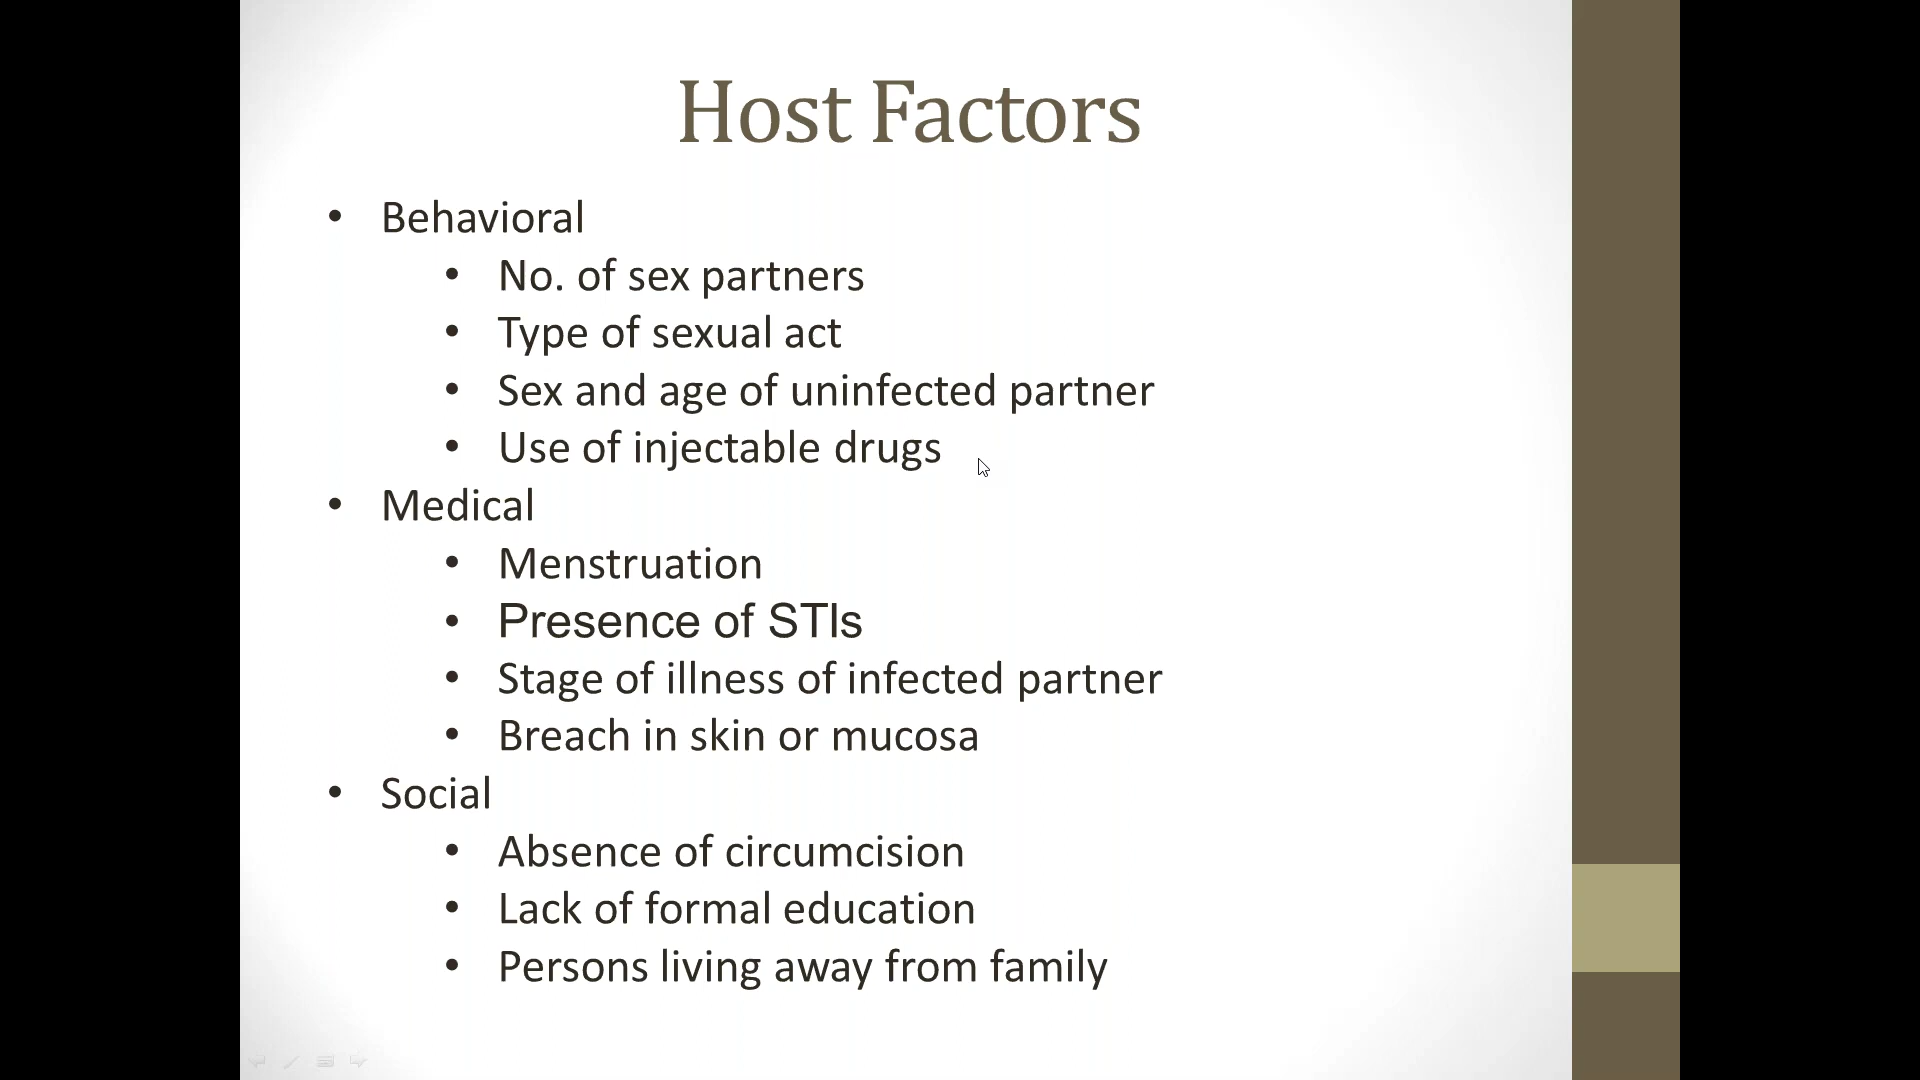 Host Factors
• Behavioral
• No. of sex partners
• Type of sexual act
• Sex and age of uninfected partner
• Use of injectable drugs
• Medical
• Menstruation
• Presence of STIs
• Stage of illness of infected partner
• Breach in skin or mucosa
• Social
• Absence of circumcision
• Lack of formal education
• Persons living away from family